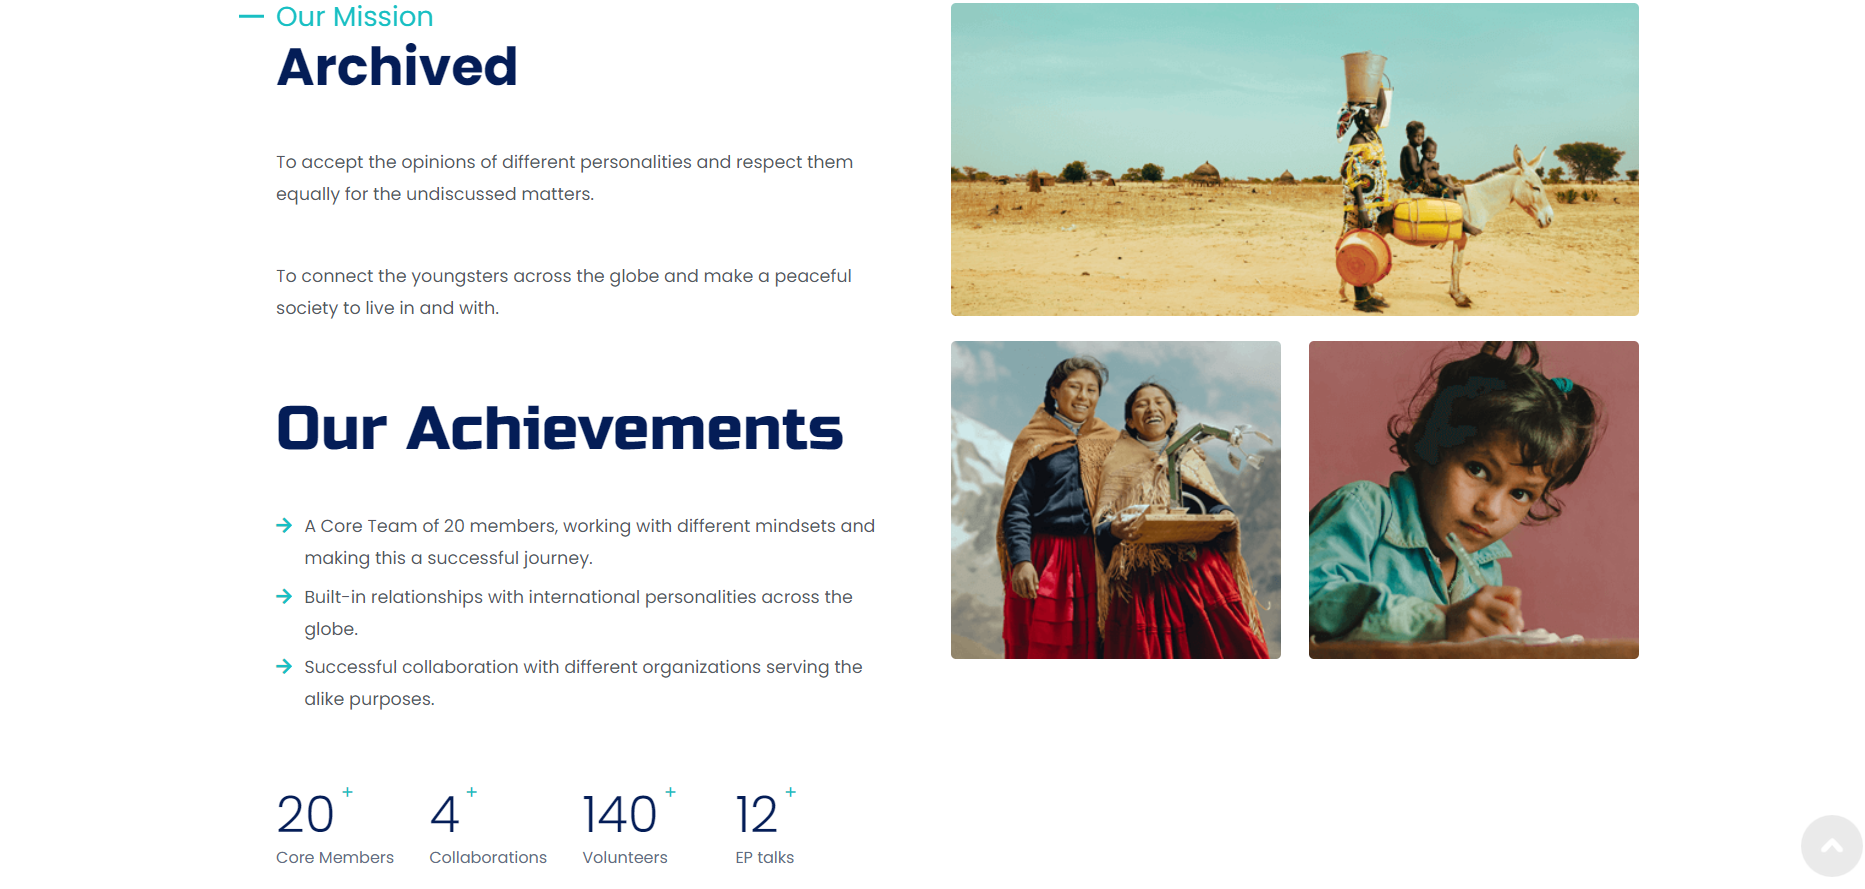 Our Mission
Archived
To accept the opinions of different personalities and respect them
equally for the undiscussed matters.
To connect the youngsters across the globe and make a peaceful
society to live in and with.
Our Achievements
A Core Team of 20 members, working with different mindsets and
making this a successful journey.
Built-in relationships with international personalities across the
globe.
Successful collaboration with different organizations serving the
alike purposes.
20+
Core Members
4+
Collaborations
140+
Volunteers
12+
EP talks